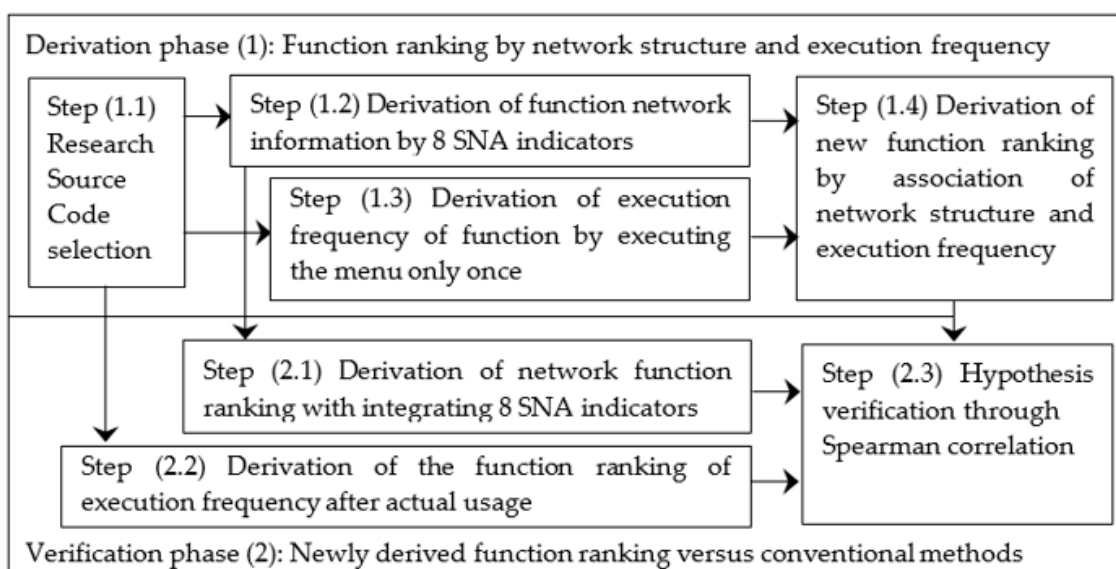 Derivation phase (1): Function ranking by network structure and execution frequency
Step (1.1)
Research
Source
Code
selection
Step (1.2) Derivation of function network
information by 8 SNA indicators
Step (1.3) Derivation of execution
frequency of function by executing
the menu only once
Step (1.4) Derivation of
new function ranking
by association of
network structure and
execution frequency
Step (2.1) Derivation of network function
ranking with integrating 8 SNA indicators
Step (2.2) Derivation of the function ranking of
execution frequency after actual usage
Step (2.3) Hypothesis
verification through
Spearman correlation
Verification phase (2): Newly derived function ranking versus conventional methods